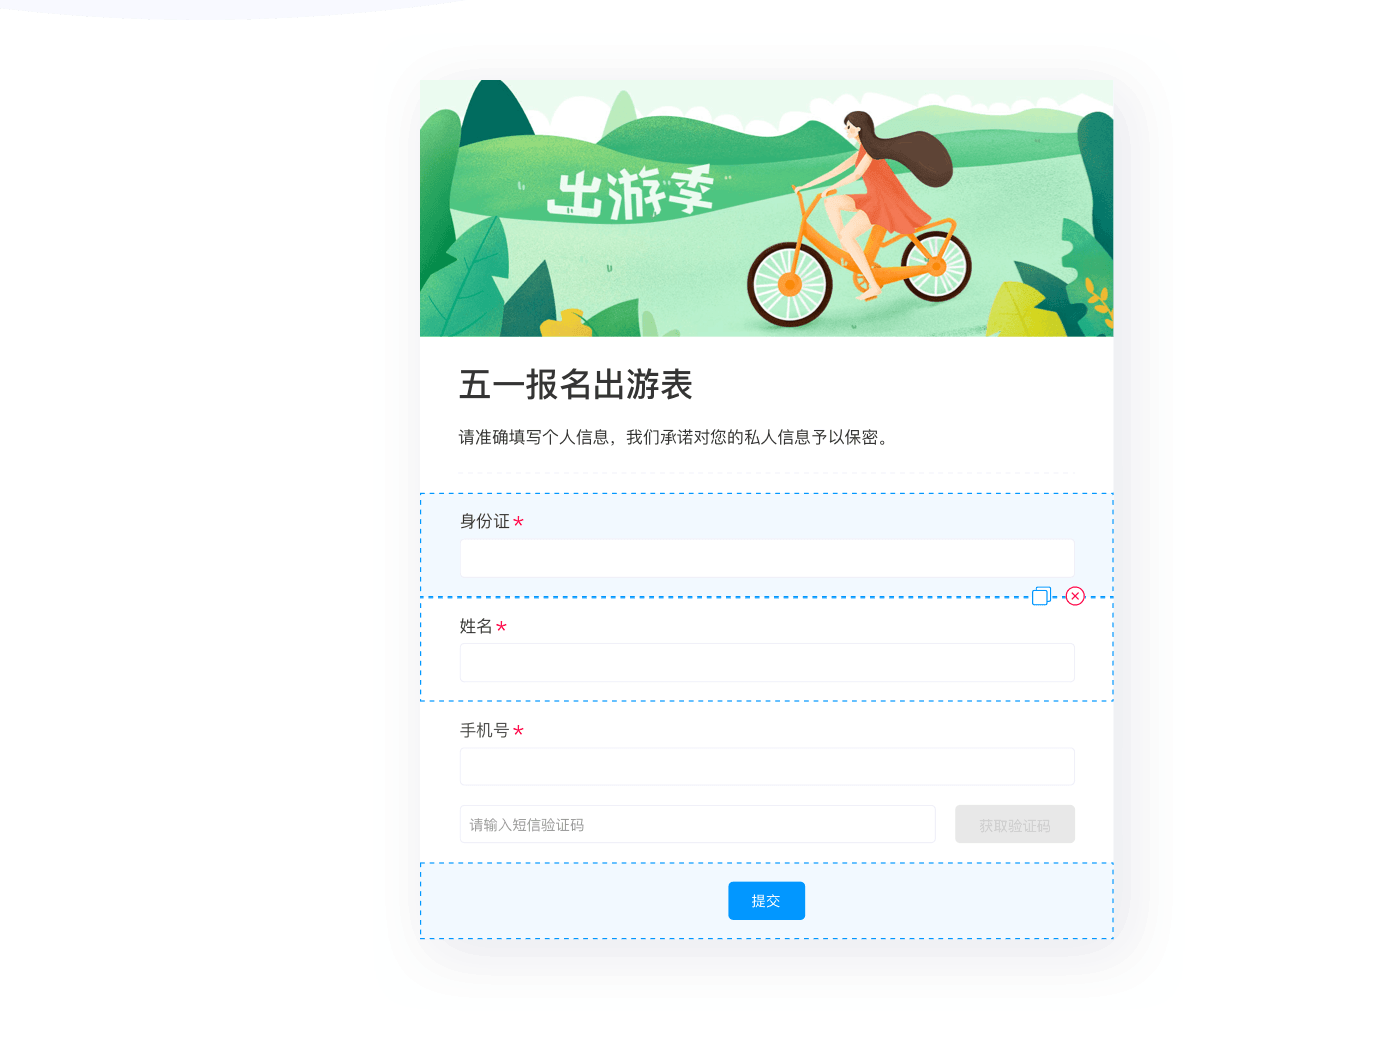 出游季
五一报名出游表
请准确填写个人信息，我们承诺对您的私人信息予以保密。
身份证*
姓名*
手机号*
请输入短信验证码
获取验证码
提交